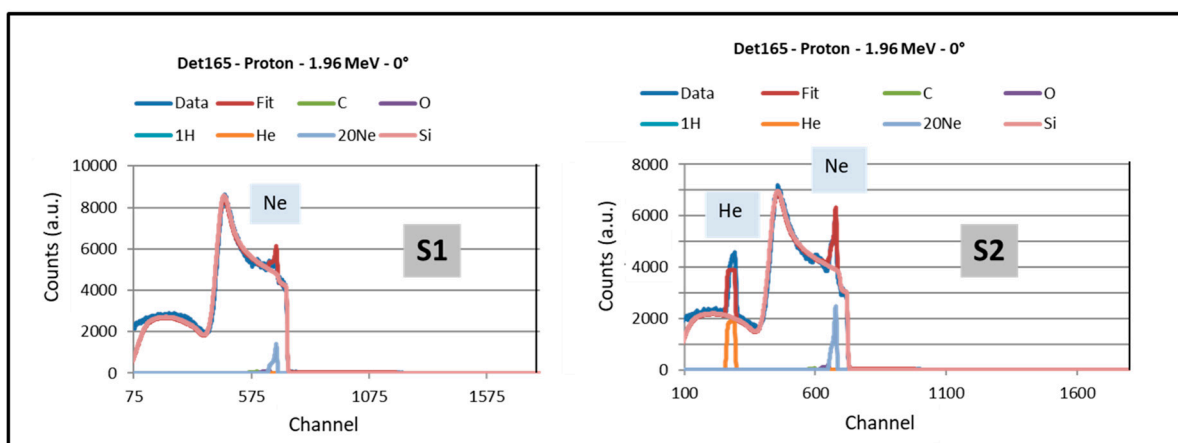 Det165 - Proton - 1.96 MeV - 0°
Data Fit C O
1H He 20Ne Si
10000
8000
6000
4000
2000
0
Counts (a.u.)
Ne
S1
75 575 1075 1575
Channel
Det165 - Proton - 1.96 MeV - 0°
Data Fit C O
1H He 20Ne Si
8000
6000
4000
2000
0
Counts (a.u.)
Ne
He
S2
100 600 1100 1600
Channel